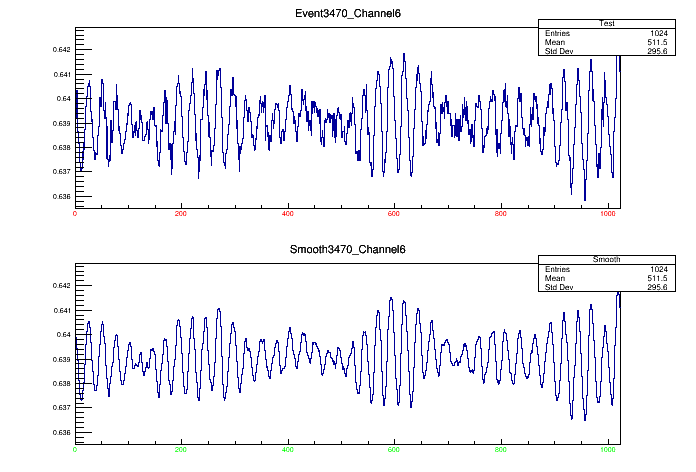 Event3470_Channel6
Test
Entries 1024
Mean 511.5
Std Dev 295.6
0.642
0.641
0.64
0.639
0.638
0.637
0.636
0 200 400 600 800 1000
Smooth3470_Channel6
Smooth
Entries 1024
Mean 511.5
Std Dev 295.6
0.642
0.641
0.64
0.639
0.638
0.637
0.636
0 200 400 600 800 1000